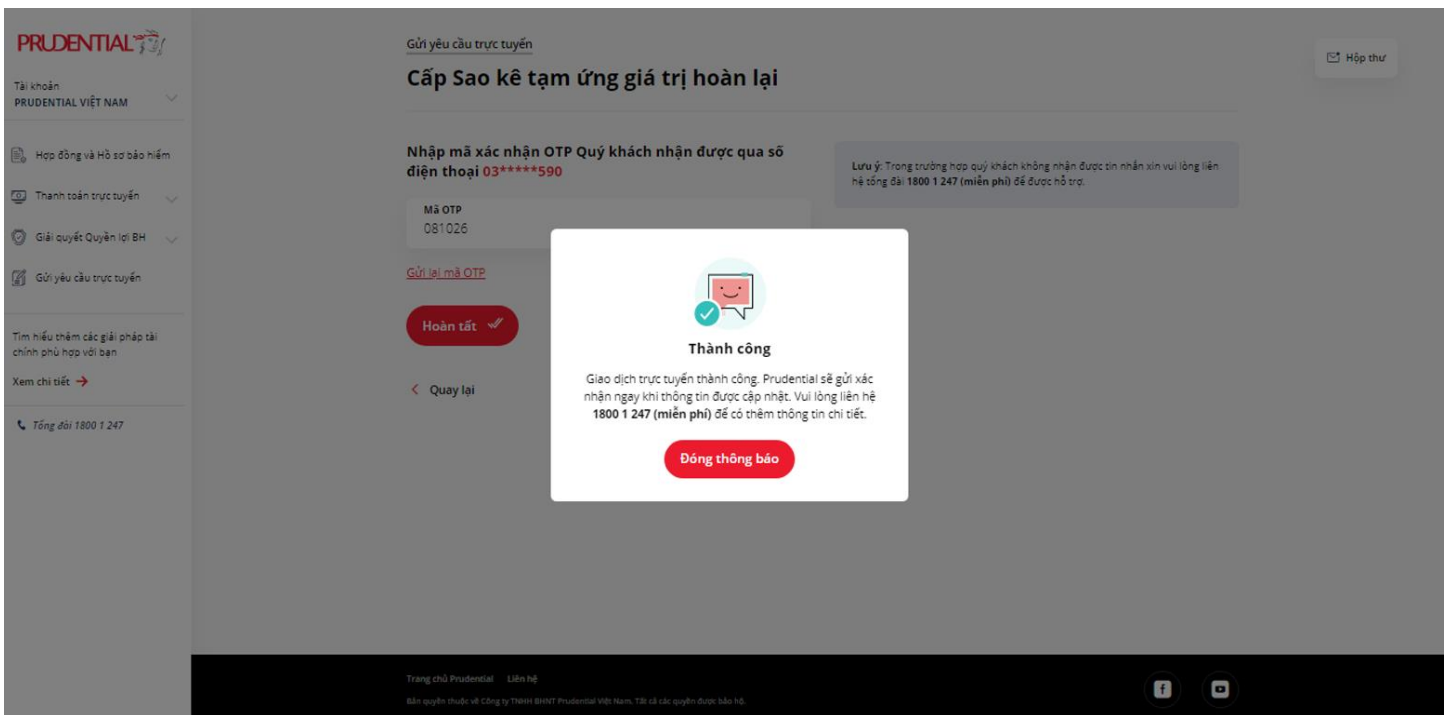 PRUDENTIAL
Tài khoản
PRUDENTIAL VIỆT NAM
Hợp đồng và Hồ sơ bảo hiểm
Thanh toán trực tuyến
Giải quyết Quyền lợi BH
Gửi yêu cầu trực tuyến
Tìm hiểu thêm các giải pháp tài
chính phù hợp với bạn
Xem chi tiết
Tổng đài 1800 1 247
Gửi yêu cầu trực tuyến
Cấp Sao kê tạm ứng giá trị hoàn lại
Hộp thư
Nhập mã xác nhận OTP Quý khách nhận được qua số
điện thoại 03*****590
Lưu ý: Trong trường hợp quý khách không nhận được tin nhắn xin vui lòng liên
hệ tổng đài 1800 1 247 (miễn phí) để được hỗ trợ.
Mã OTP
081026
Gửi lại mã OTP
Hoàn tất
Quay lại
Thành công
Giao dịch trực tuyến thành công. Prudential sẽ gửi xác
nhận ngay khi thông tin được cập nhật. Vui lòng liên hệ
1800 1 247 (miễn phí) để có thêm thông tin chi tiết.
Đóng thông báo
Trang chủ Prudential Liên hệ
Bản quyền thuộc về Công ty TNHH BHNT Prudential Việt Nam. Tất cả các quyền được bảo hộ.